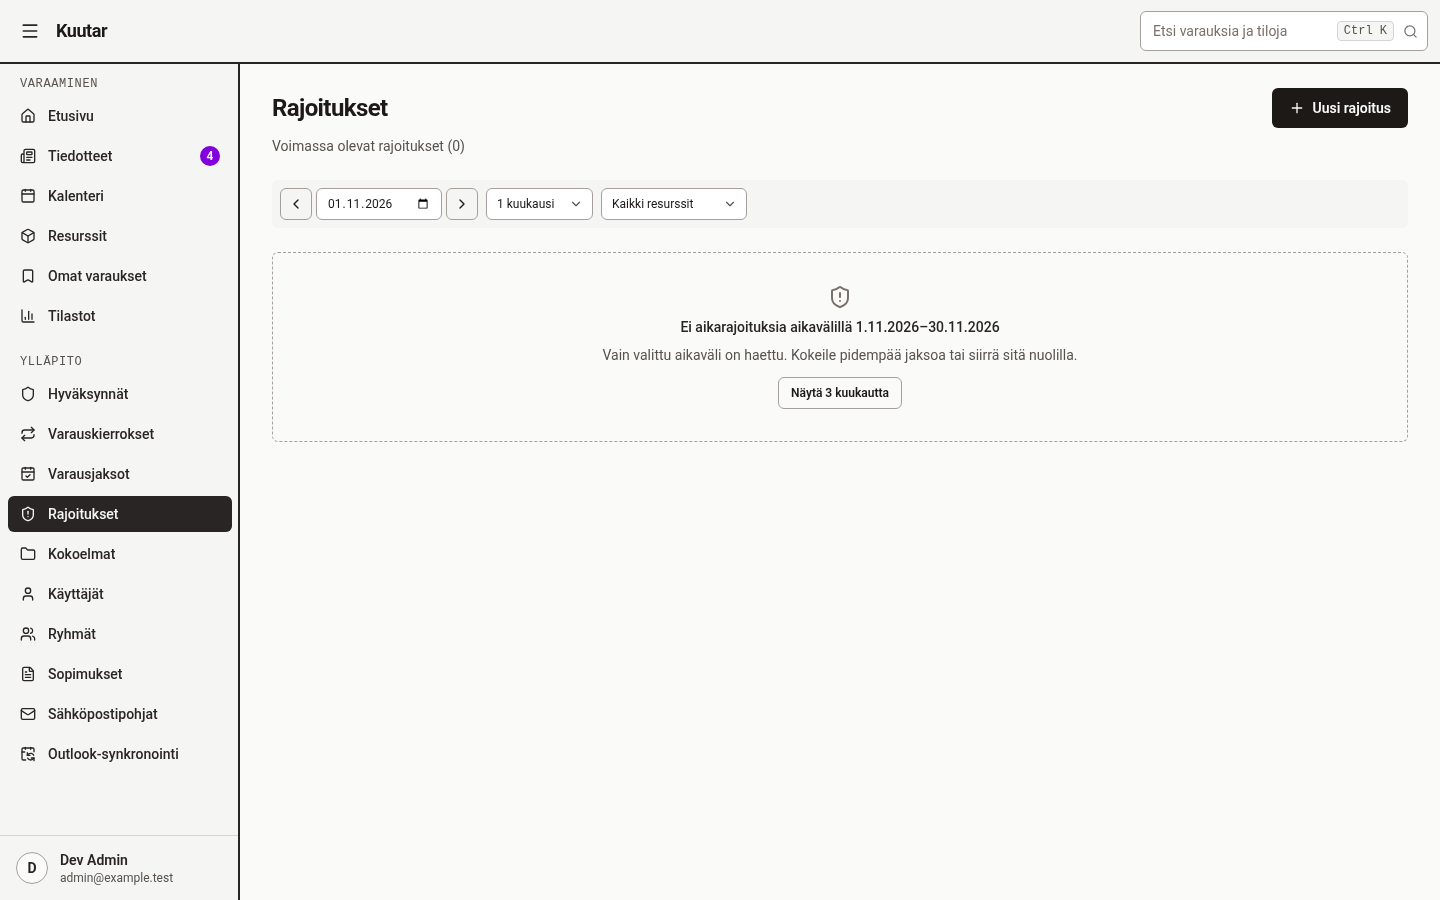 Kuutar
Etsi varauksia ja tiloja
Ctrl K
VARAAMINEN
Etusivu
Tiedotteet
4
Kalenteri
Resurssit
Omat varaukset
Tilastot
YLLÄPITO
Hyväksynnät
Varauskierrokset
Varausjaksot
Rajoitukset
Kokoelmat
Käyttäjät
Ryhmät
Sopimukset
Sähköpostipohjat
Outlook-synkronointi
D
Dev Admin
admin@example.test
Rajoitukset
Uusi rajoitus
Voimassa olevat rajoitukset (0)
01.11.2026
1 kuukausi
Kaikki resurssit
Ei aikarajoituksia aikavälillä 1.11.2026–30.11.2026
Vain valittu aikaväli on haettu. Kokeile pidempää jaksoa tai siirrä sitä nuolilla.
Näytä 3 kuukautta